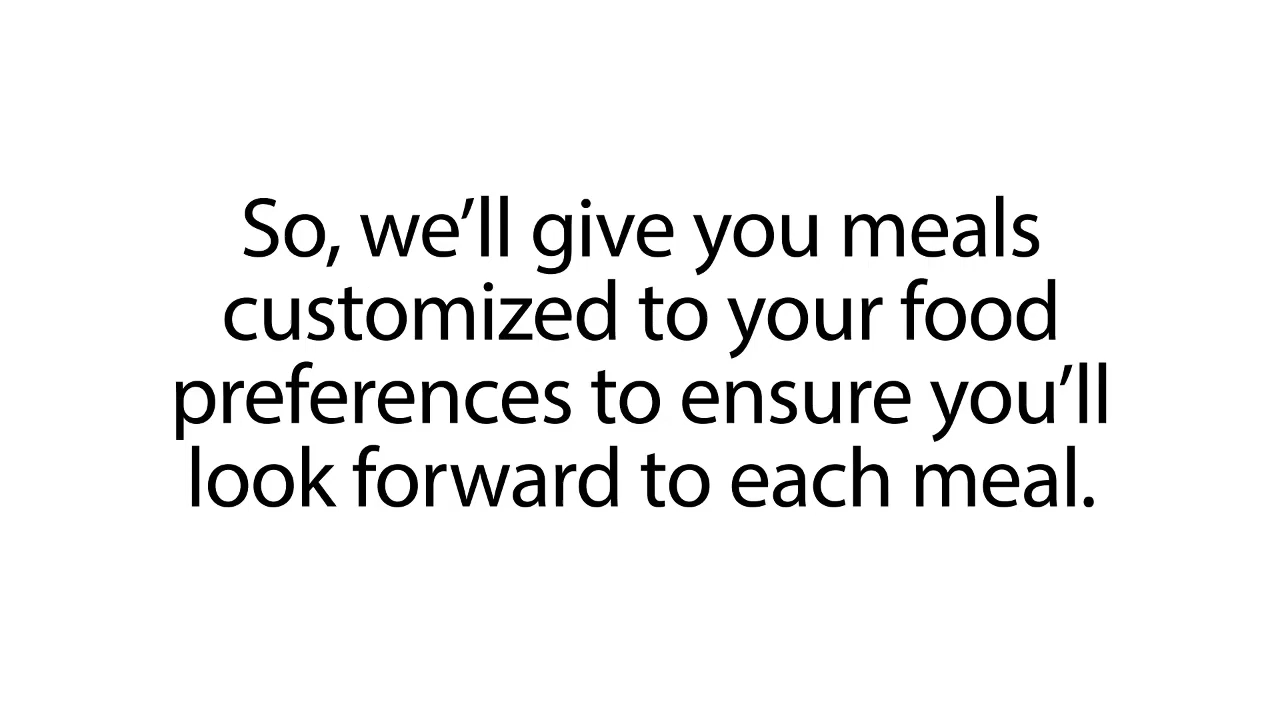 So, we’ll give you meals
customized to your food
preferences to ensure you’ll
look forward to each meal.